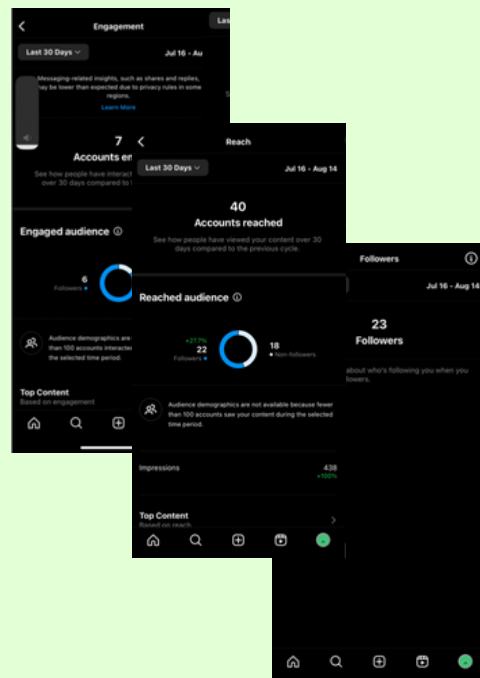 Engagement
Las
Last 30 Days
Jul 16 - Au
Messaging-related insights, such as shares and replies,
may be lower than expected due to privacy rules in some
regions.
Learn More
7
Accounts en
See how people have interac
over 30 days compared to
Engaged audience
6
Followers
Audience demographics are
than 100 accounts interacte
the selected time period.
Top Content
Based on engagement
Reach
Last 30 Days
Jul 16 - Aug 14
40
Accounts reached
See how people have viewed your content over 30
days compared to the previous cycle.
Reached audience
+27.7%
22
Followers
18
Non-followers
Audience demographics are not available because fewer
than 100 accounts saw your content during the selected
time period.
Impressions
438
+100%
Top Content
Based on reach
Followers
Jul 16 - Aug 14
23
Followers
about who's following you when you
lowers.